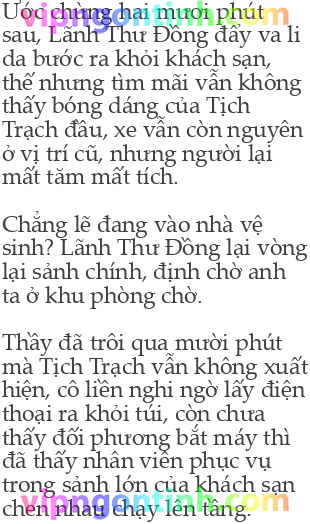 Ước chừng hai mươi phút
sau, Lãnh Thư Đồng đẩy va li
da bước ra khỏi khách sạn,
thế nhưng tìm mãi vẫn không
thấy bóng dáng của Tịch
Trạch đâu, xe vẫn còn nguyên
ở vị trí cũ, nhưng người lại
mất tăm mất tích.
Chẳng lẽ đang vào nhà vệ
sinh? Lãnh Thư Đồng lại vòng
lại sảnh chính, định chờ anh
ta ở khu phòng chờ.
Thầy đã trôi qua mười phút
mà Tịch Trạch vẫn không xuất
hiện, cô liền nghi ngờ lấy điện
thoại ra khỏi túi, còn chưa
thấy đối phương bắt máy thì
đã thấy nhân viên phục vụ
trong sảnh lớn của khách sạn
chen nhau chạy lên tầng.
vipngontinh.com
vipngontinh.com